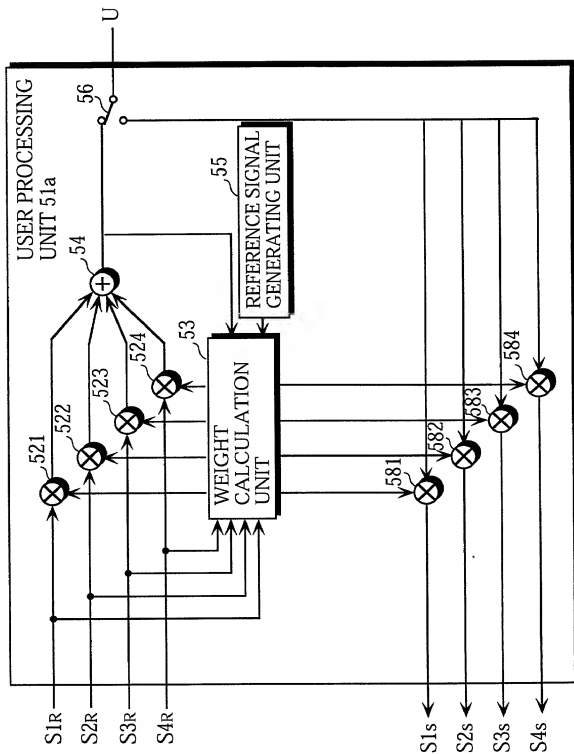 USER PROCESSING
UNIT 51a
U
56
54
55
REFERENCE SIGNAL
GENERATING UNIT
53
WEIGHT
CALCULATION
UNIT
521
522
523
524
581
582
583
584
S1R
S2R
S3R
S4R
S1S
S2S
S3S
S4S